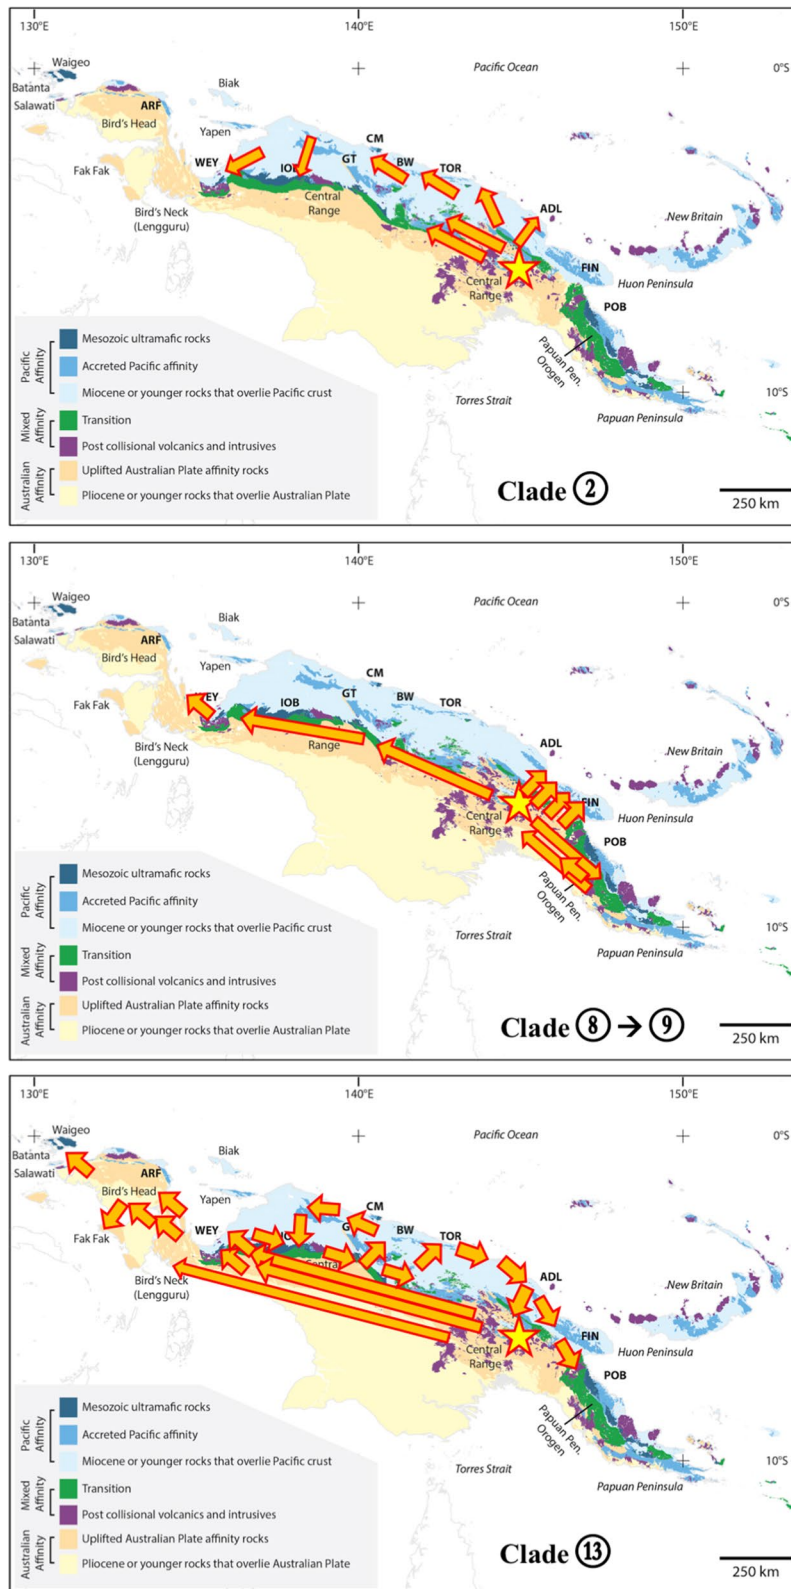 130°E 140°E 150°E
Waigeo Pacific Ocean 0°S
Batanta Biak
Salawati ARF
Bird's Head Yapen CM
WEY GT BW TOR
Fak Fak
Central
Range
Bird's Neck
(Lengguru)
ADL New Britain
FIN
Central
Range
Huon Peninsula
POB
Papuan Pen.
Orogen
Torres Strait
Papuan Peninsula
10°S
Pacific
Affinity
Mesozoic ultramafic rocks
Accreted Pacific affinity
Miocene or younger rocks that overlie Pacific crust
Mixed
Affinity
Transition
Post collisional volcanics and intrusives
Australian
Affinity
Uplifted Australian Plate affinity rocks
Pliocene or younger rocks that overlie Australian Plate
Clade ②
250 km
130°E 140°E 150°E
Waigeo Pacific Ocean 0°S
Batanta Biak
Salawati ARF
Bird's Head Yapen CM
IOB GT BW TOR
Fak Fak
Range
Bird's Neck
(Lengguru)
ADL New Britain
FIN
Central
Range
Huon Peninsula
POB
Papuan Pen.
Orogen
Torres Strait
Papuan Peninsula
10°S
Pacific
Affinity
Mesozoic ultramafic rocks
Accreted Pacific affinity
Miocene or younger rocks that overlie Pacific crust
Mixed
Affinity
Transition
Post collisional volcanics and intrusives
Australian
Affinity
Uplifted Australian Plate affinity rocks
Pliocene or younger rocks that overlie Australian Plate
Clade ⑧ → ⑨
250 km
130°E 140°E 150°E
Waigeo Pacific Ocean 0°S
Batanta Biak
Salawati ARF
Bird's Head Yapen CM
WEY BW TOR
Fak Fak
Bird's Neck
(Lengguru)
ADL New Britain
FIN
Central
Range
Huon Peninsula
POB
Papuan Pen.
Orogen
Torres Strait
Papuan Peninsula
10°S
Pacific
Affinity
Mesozoic ultramafic rocks
Accreted Pacific affinity
Miocene or younger rocks that overlie Pacific crust
Mixed
Affinity
Transition
Post collisional volcanics and intrusives
Australian
Affinity
Uplifted Australian Plate affinity rocks
Pliocene or younger rocks that overlie Australian Plate
Clade ⑬
250 km